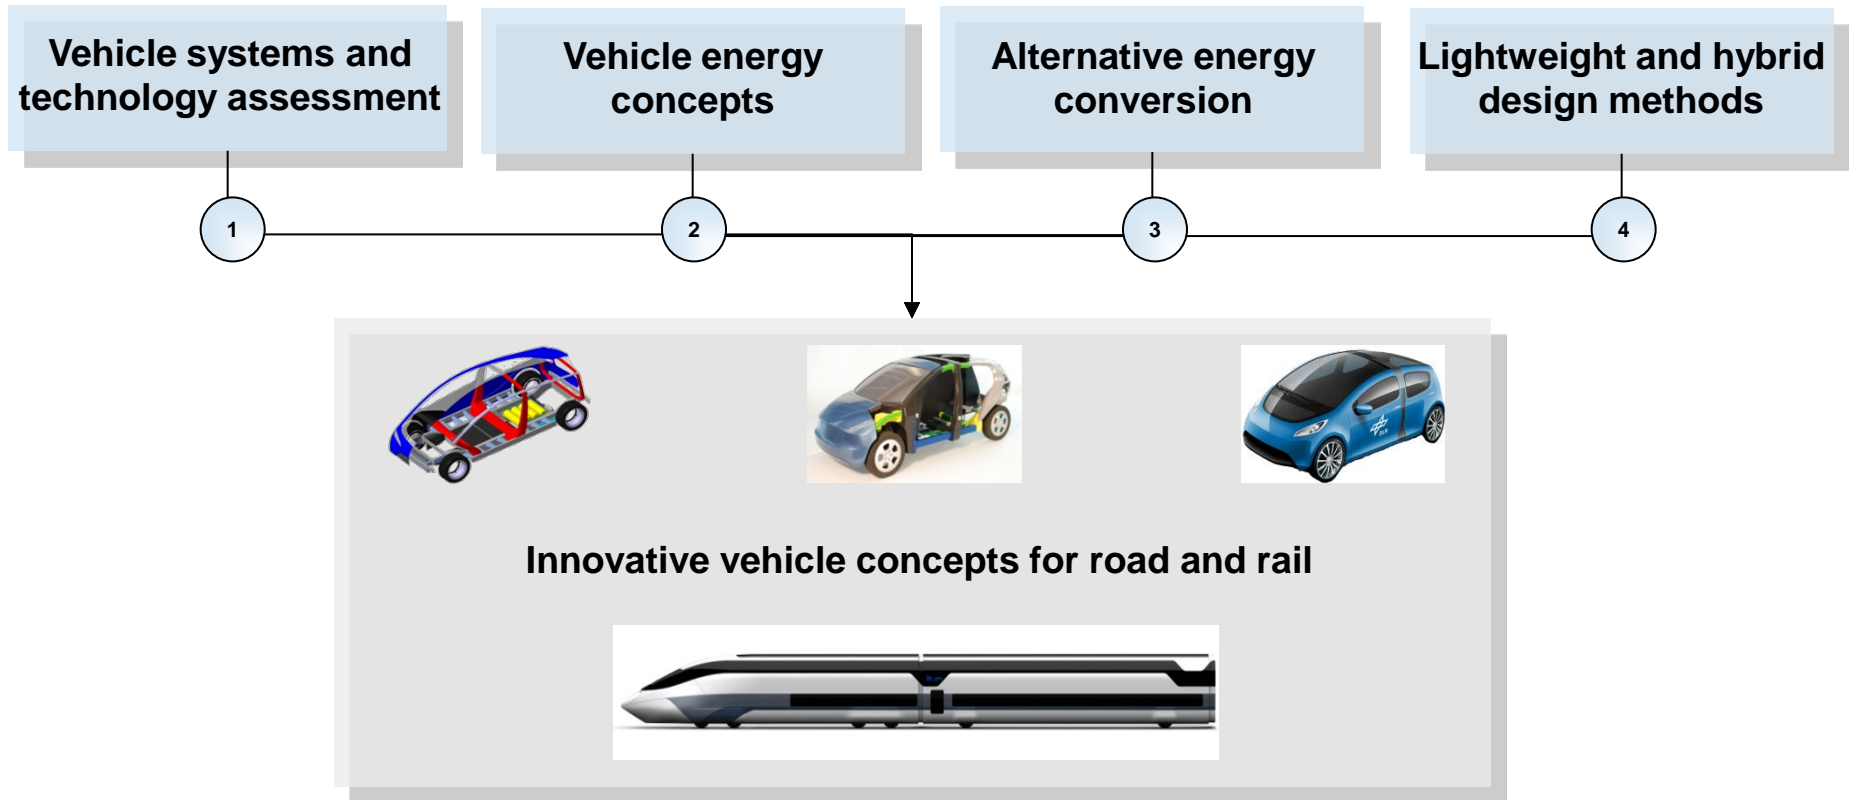 Vehicle systems and
technology assessment
Vehicle energy
concepts
Alternative energy
conversion
Lightweight and hybrid
design methods
1
2
3
4
DLR
Innovative vehicle concepts for road and rail